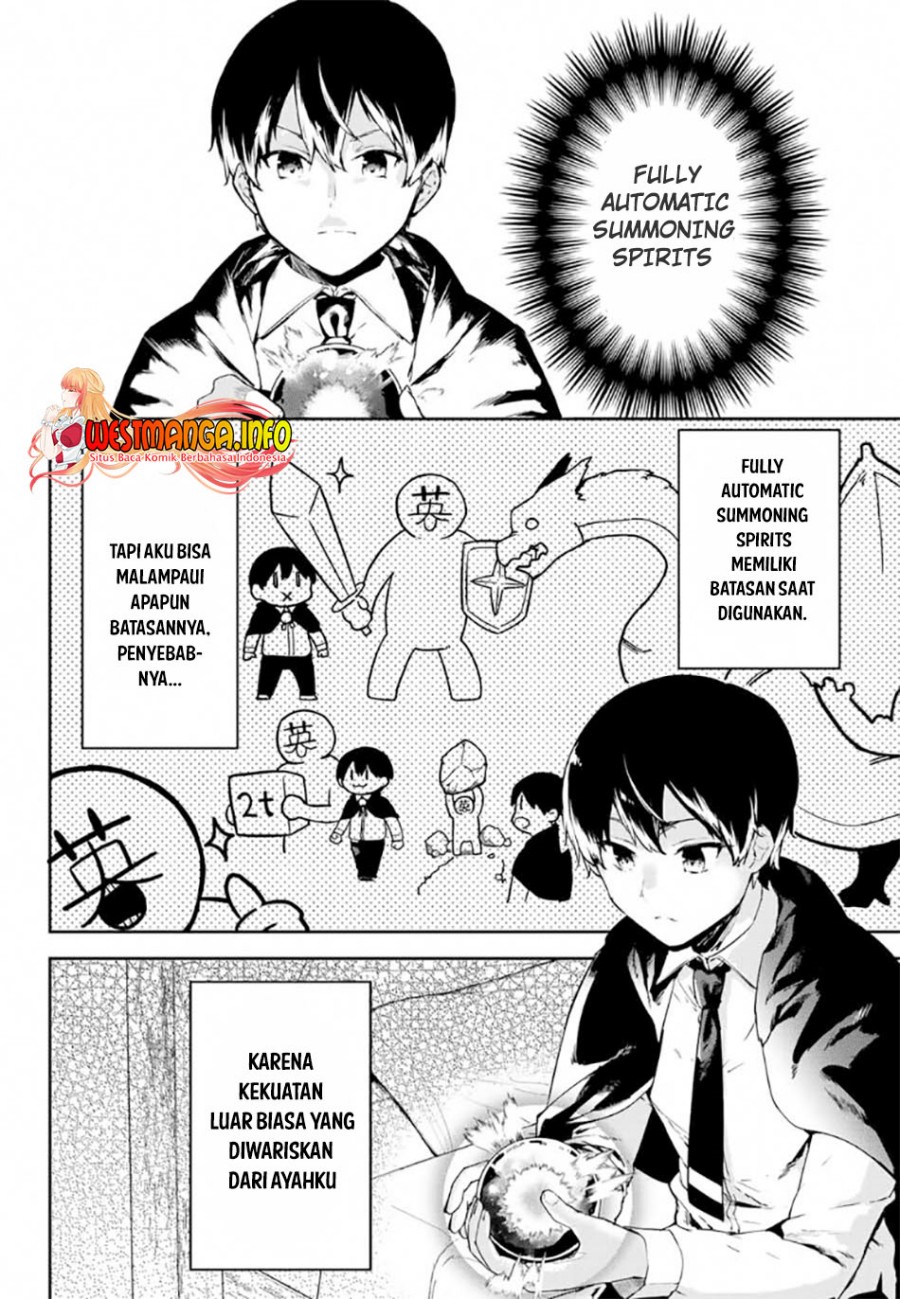 FULLY
AUTOMATIC
SUMMONING
SPIRITS
WESTMANGA.INFO
Situs Baca Komik Berbahasa Indonesia
FULLY
AUTOMATIC
SUMMONING
SPIRITS
MEMILIKI
BATASAN SAAT
DIGUNAKAN.
TAPI AKU BISA
MALAMPAUI
APAPUN
BATASANNYA,
PENYEBAB-
NYA...
英
英
2t
英
英
KARENA
KEKUATAN
LUAR BIASA YANG
DIWARISKAN
DARI AYAHKU